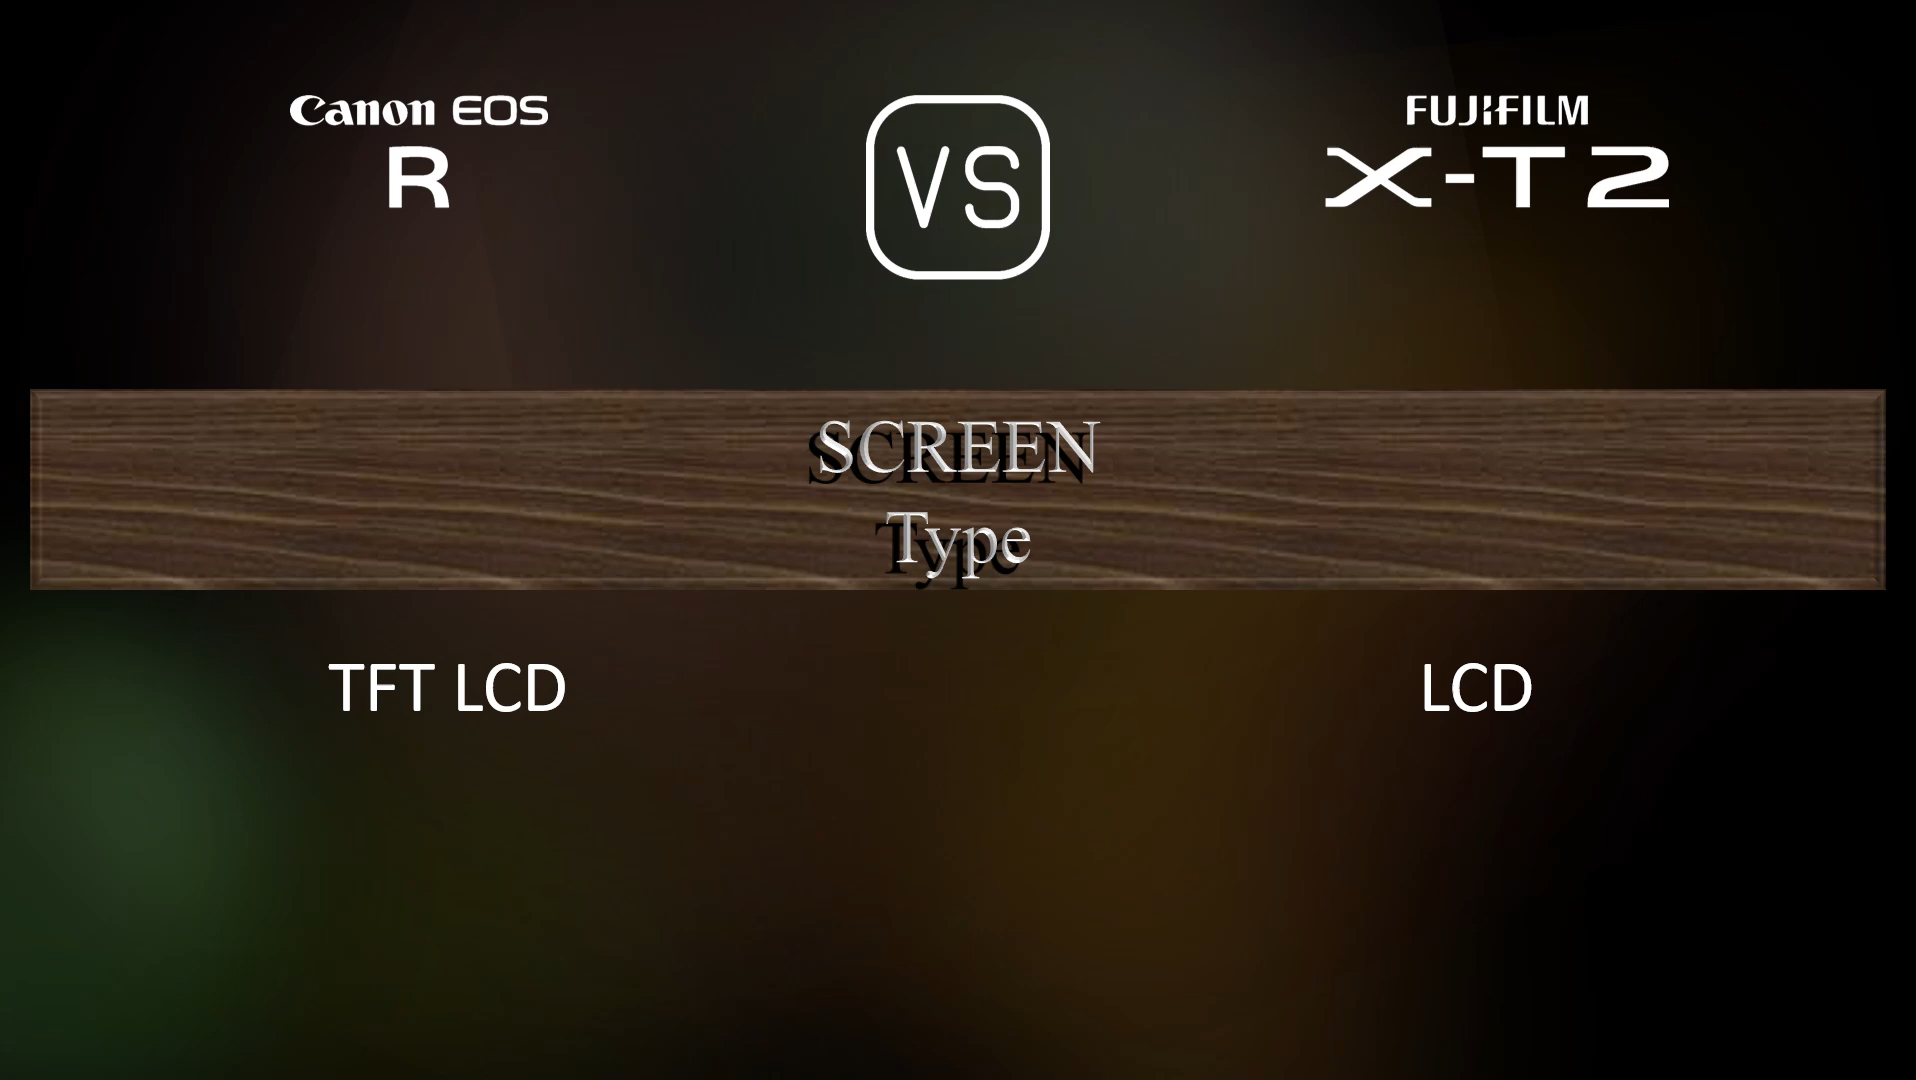 Canon EOS
R
VS
FUJIFILM
X-T2
SCREEN
Type
TFT LCD
LCD